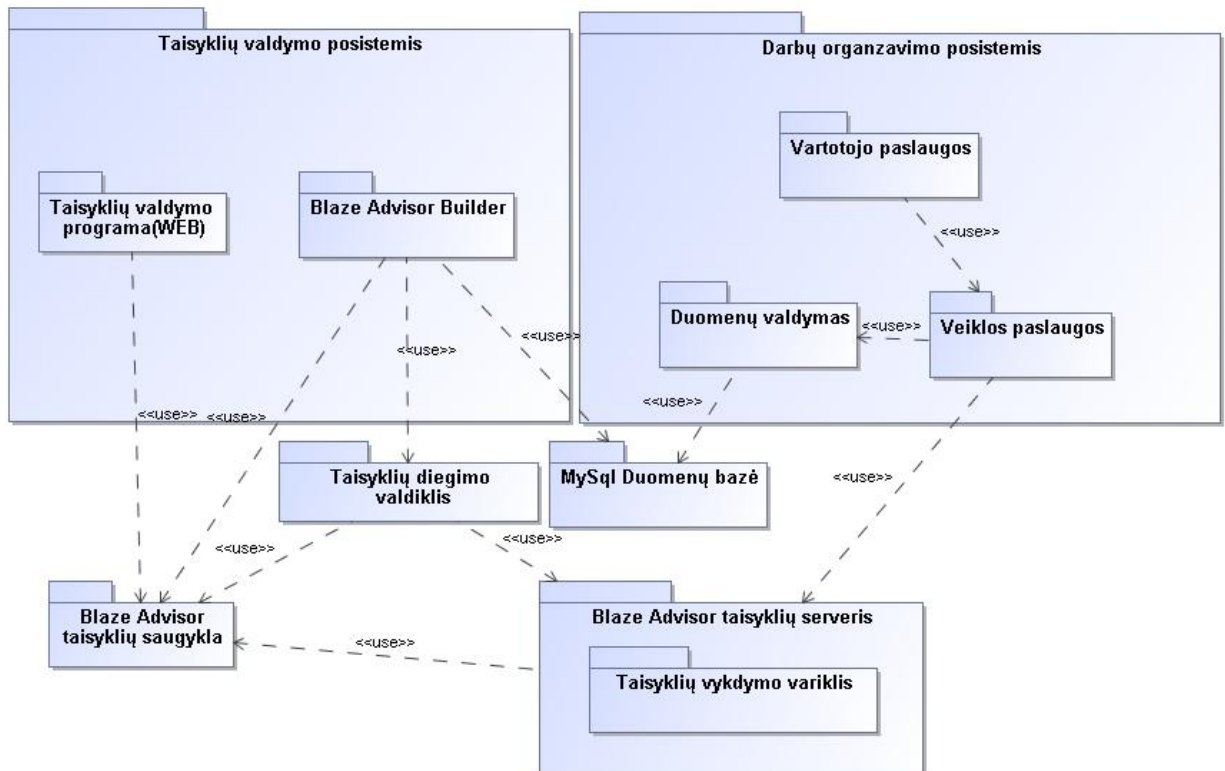 Taisyklių valdymo posistemis
Darbų organzavimo posistemis
Vartotojo paslaugos
Taisyklių valdymo
programa(WEB)
Blaze Advisor Builder
<<use>>
Duomenų valdymas
Veiklos paslaugos
<<use>>
<<use>>
<<use>>
<<use>>
<<use>>
<<use>>
<<use>>
Taisyklių diegimo
valdiklis
MySql Duomenų bazė
<<use>>
<<use>>
<<use>>
Blaze Advisor
taisyklių saugykla
Blaze Advisor taisyklių serveris
<<use>>
Taisyklių vykdymo variklis